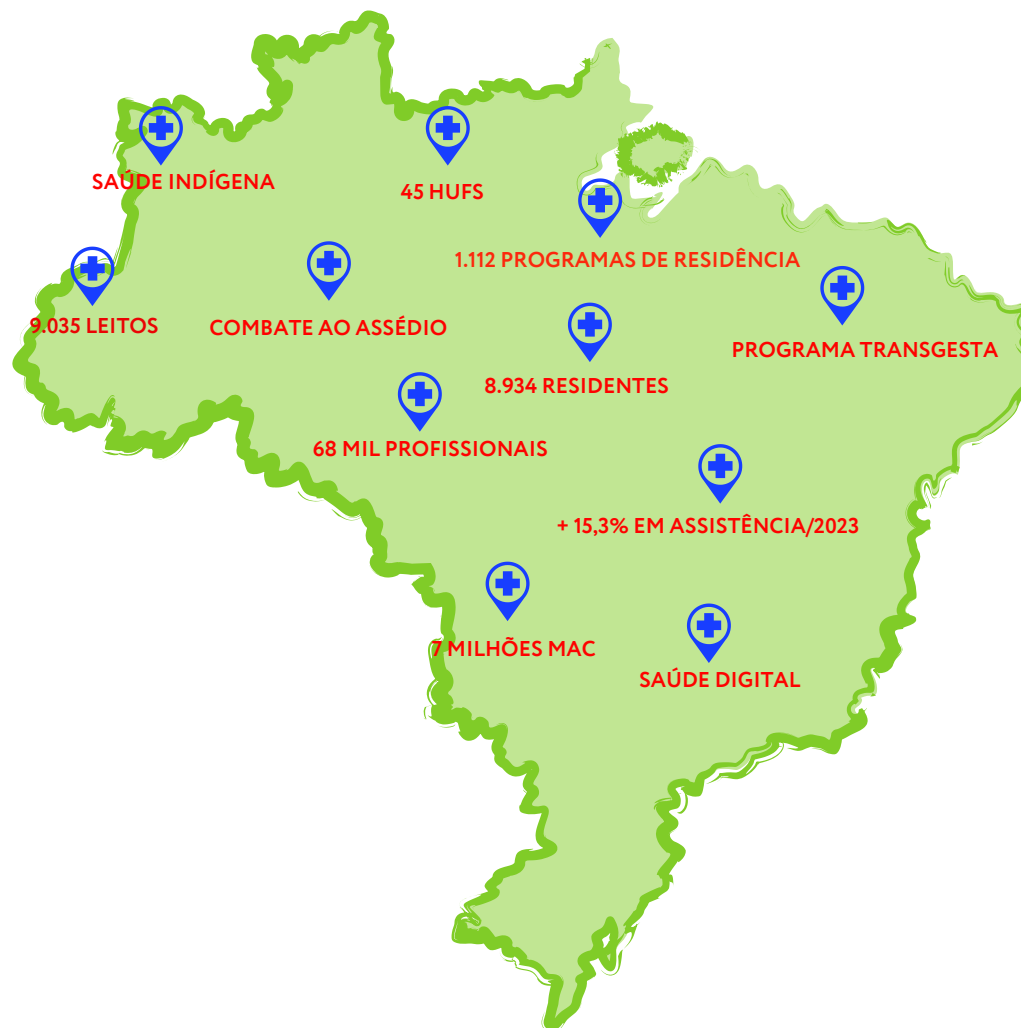 SAÚDE INDÍGENA
45 HUFS
1.112 PROGRAMAS DE RESIDÊNCIA
9.035 LEITOS
COMBATE AO ASSÉDIO
PROGRAMA TRANSGESTA
8.934 RESIDENTES
68 MIL PROFISSIONAIS
+ 15,3% EM ASSISTÊNCIA/2023
7 MILHÕES MAC
SAÚDE DIGITAL